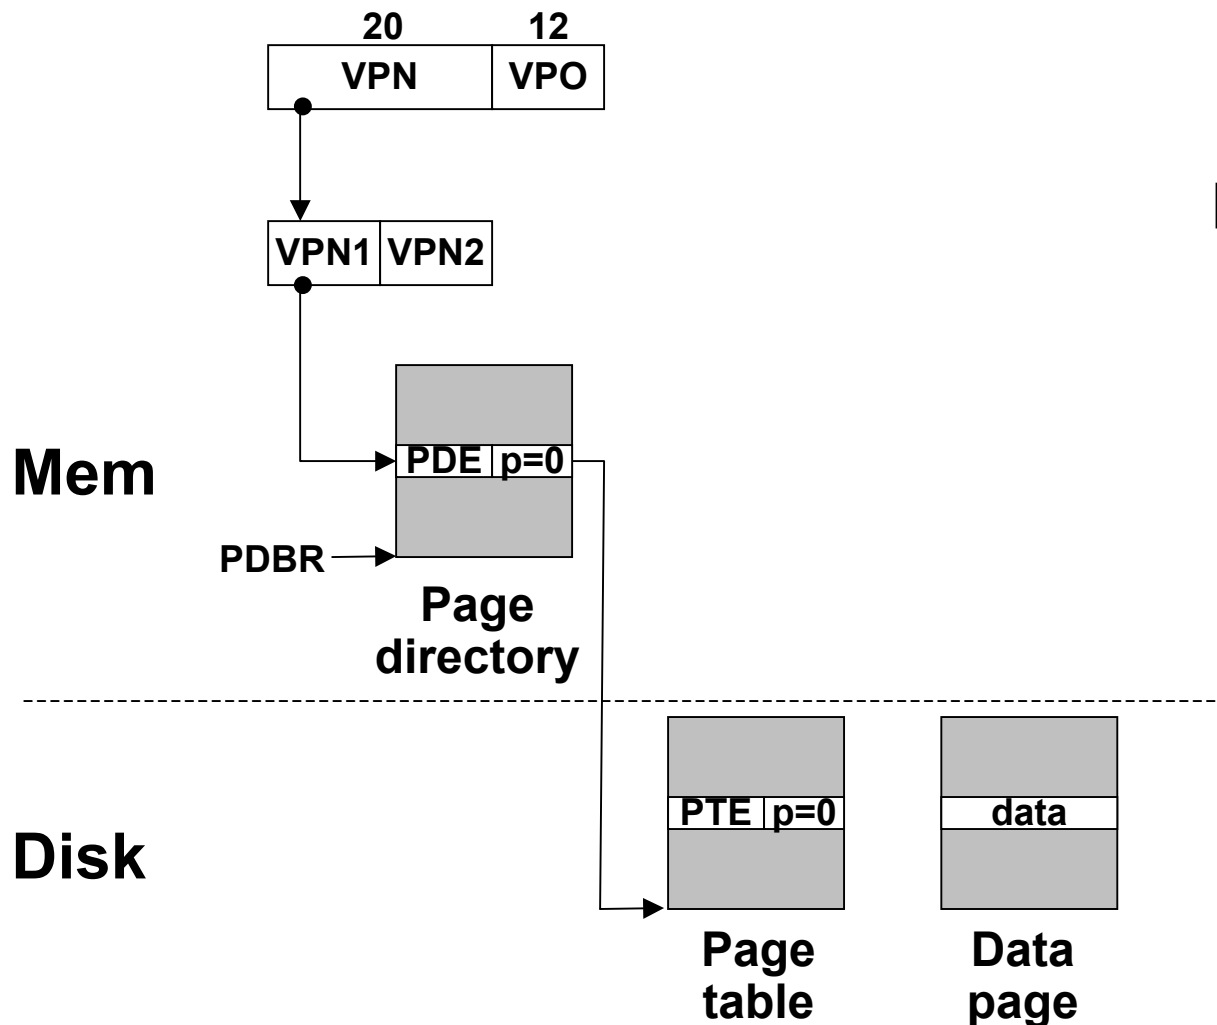 20 12
VPN VPO
VPN1 VPN2
Mem
PDE p=0
PDBR
Page
directory
PTE p=0 data
Disk
Page Data
table page